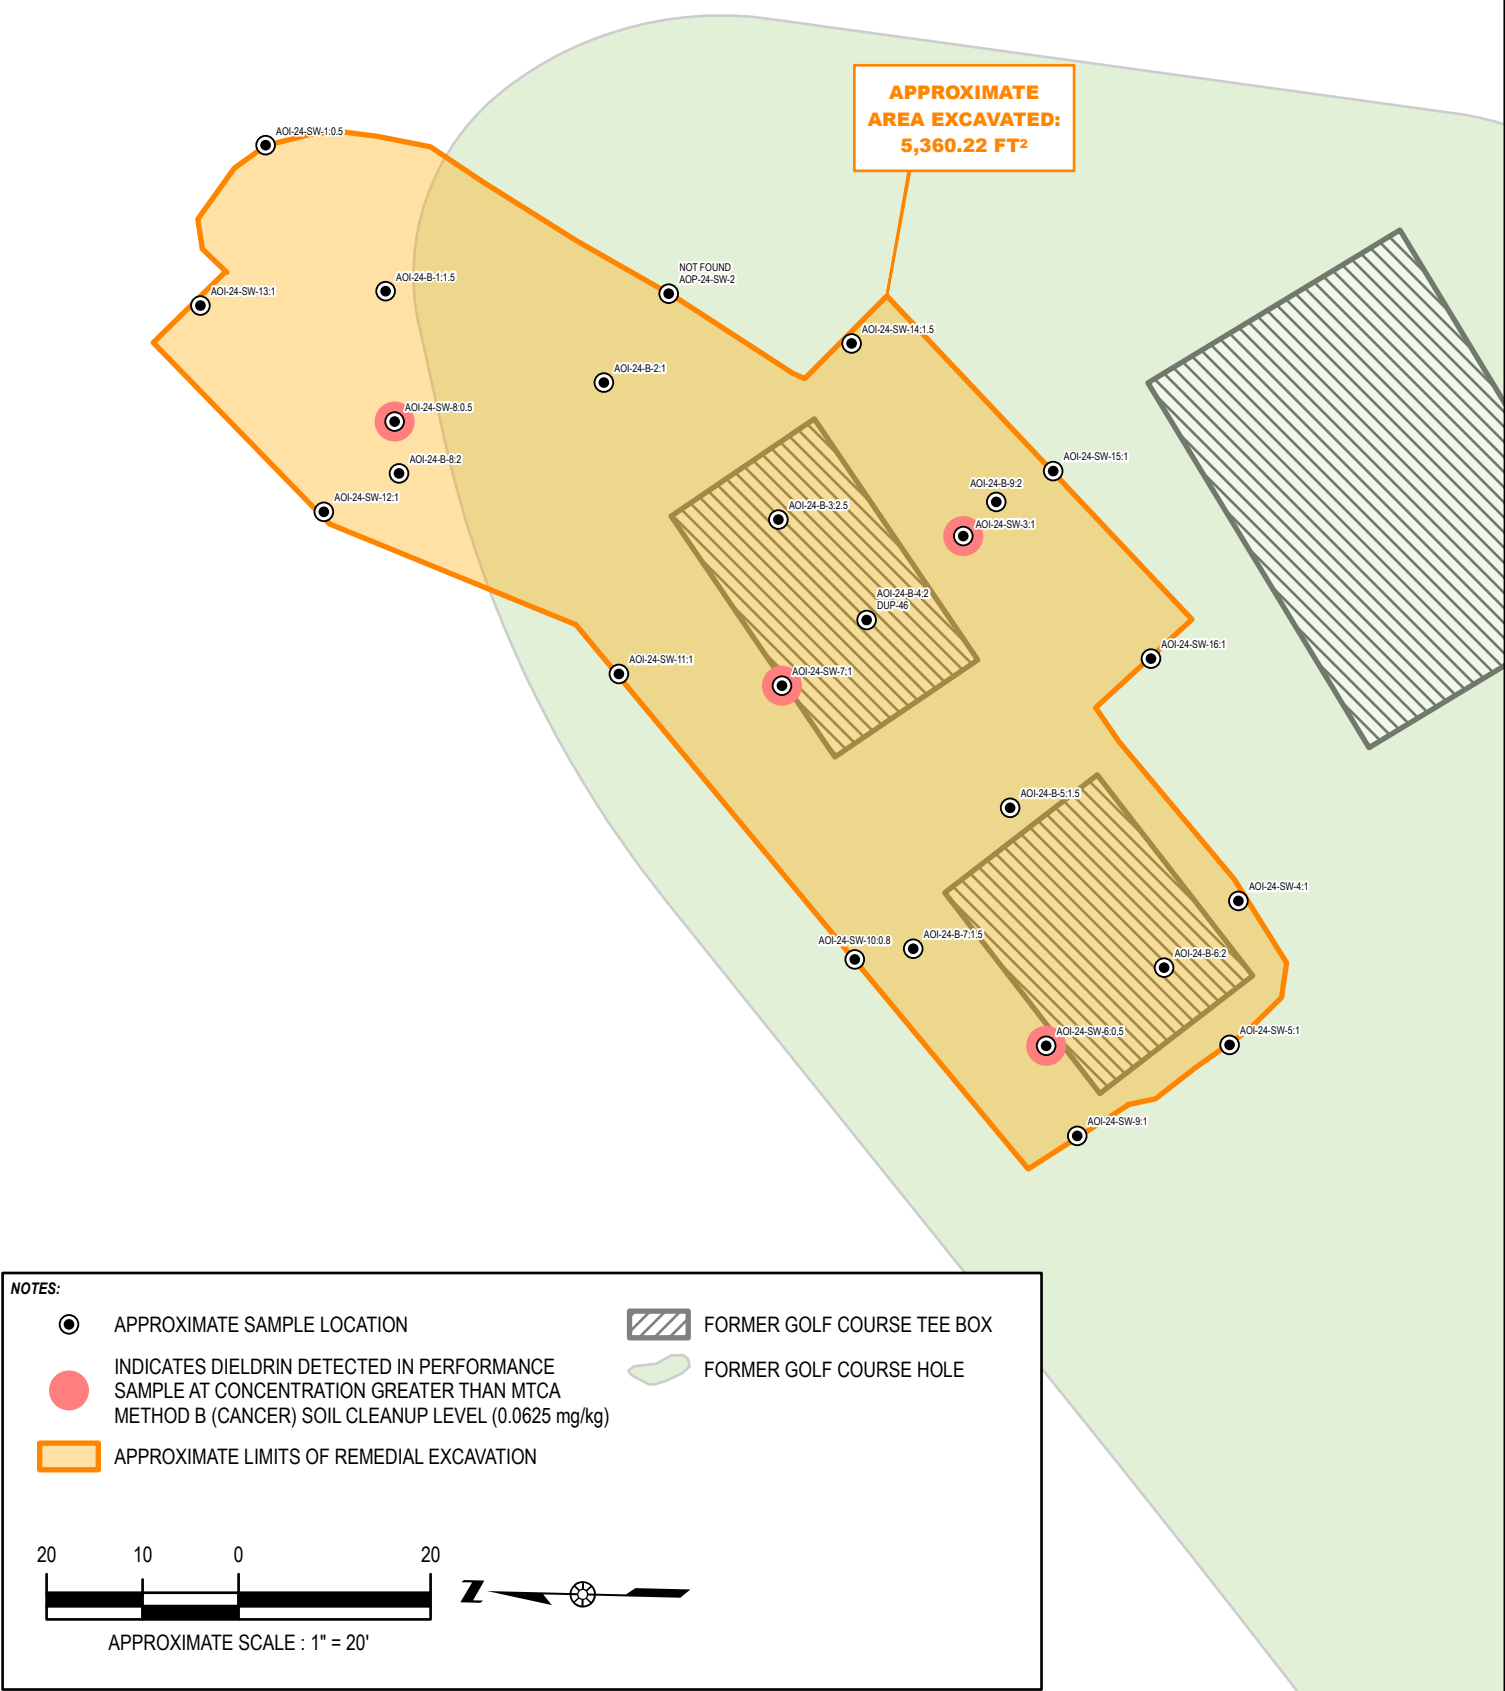 APPROXIMATE
AREA EXCAVATED:
5,360.22 FT²
AOI-24-SW-1:0.5
NOT FOUND
AOP-24-SW-2
AOI-24-B-1:1.5
AOI-24-SW-13:1
AOI-24-SW-14:1.5
AOI-24-B-2:1
AOI-24-SW-8:0.5
AOI-24-B-8:2
AOI-24-SW-15:1
AOI-24-B-9:2
AOI-24-SW-12:1
AOI-24-B-3:2.5
AOI-24-SW-3:1
AOI-24-B-4:2
DUP-46
AOI-24-SW-16:1
AOI-24-SW-11:1
AOI-24-SW-7:1
AOI-24-B-5:1.5
AOI-24-SW-4:1
AOI-24-SW-10:0.8
AOI-24-B-7:1.5
AOI-24-B-6:2
AOI-24-SW-6:0.5
AOI-24-SW-5:1
AOI-24-SW-9:1
NOTES:
APPROXIMATE SAMPLE LOCATION
INDICATES DIELDRIN DETECTED IN PERFORMANCE
SAMPLE AT CONCENTRATION GREATER THAN MTCA
METHOD B (CANCER) SOIL CLEANUP LEVEL (0.0625 mg/kg)
APPROXIMATE LIMITS OF REMEDIAL EXCAVATION
FORMER GOLF COURSE TEE BOX
FORMER GOLF COURSE HOLE
20 10 0 20
N
APPROXIMATE SCALE : 1" = 20'